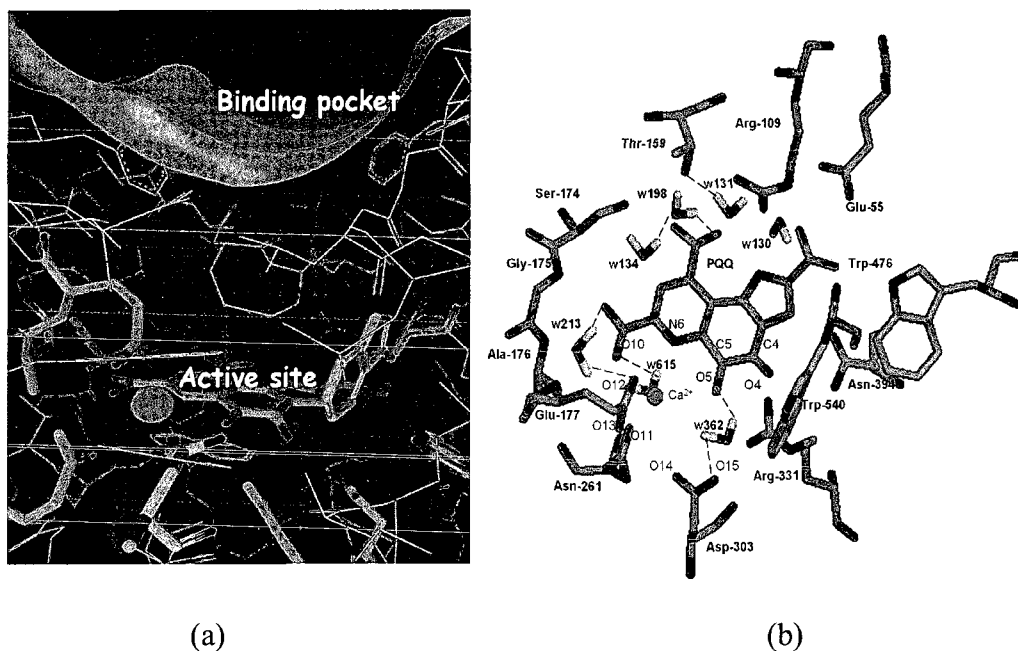 Binding pocket
Active site
(a)
Arg-109
Thr-159
w131
Ser-174
w198
Glu-55
w134
PQQ
w130
Gly-175
Trp-476
w213
N6
O10
C5
C4
Ala-176
w615
O5
O4
O12
Ca²⁺
Asn-394
Glu-177
Trp-540
O13
O11
w362
O14
O15
Arg-331
Asn-261
Asp-303
(b)